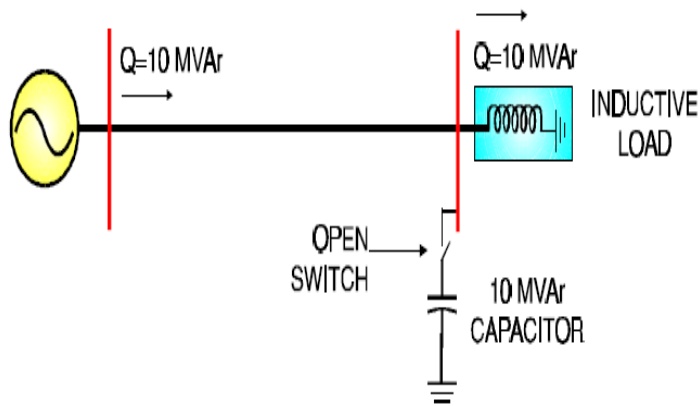 Q=10 MVAr
Q=10 MVAr
INDUCTIVE
LOAD
OPEN
SWITCH
10 MVAr
CAPACITOR